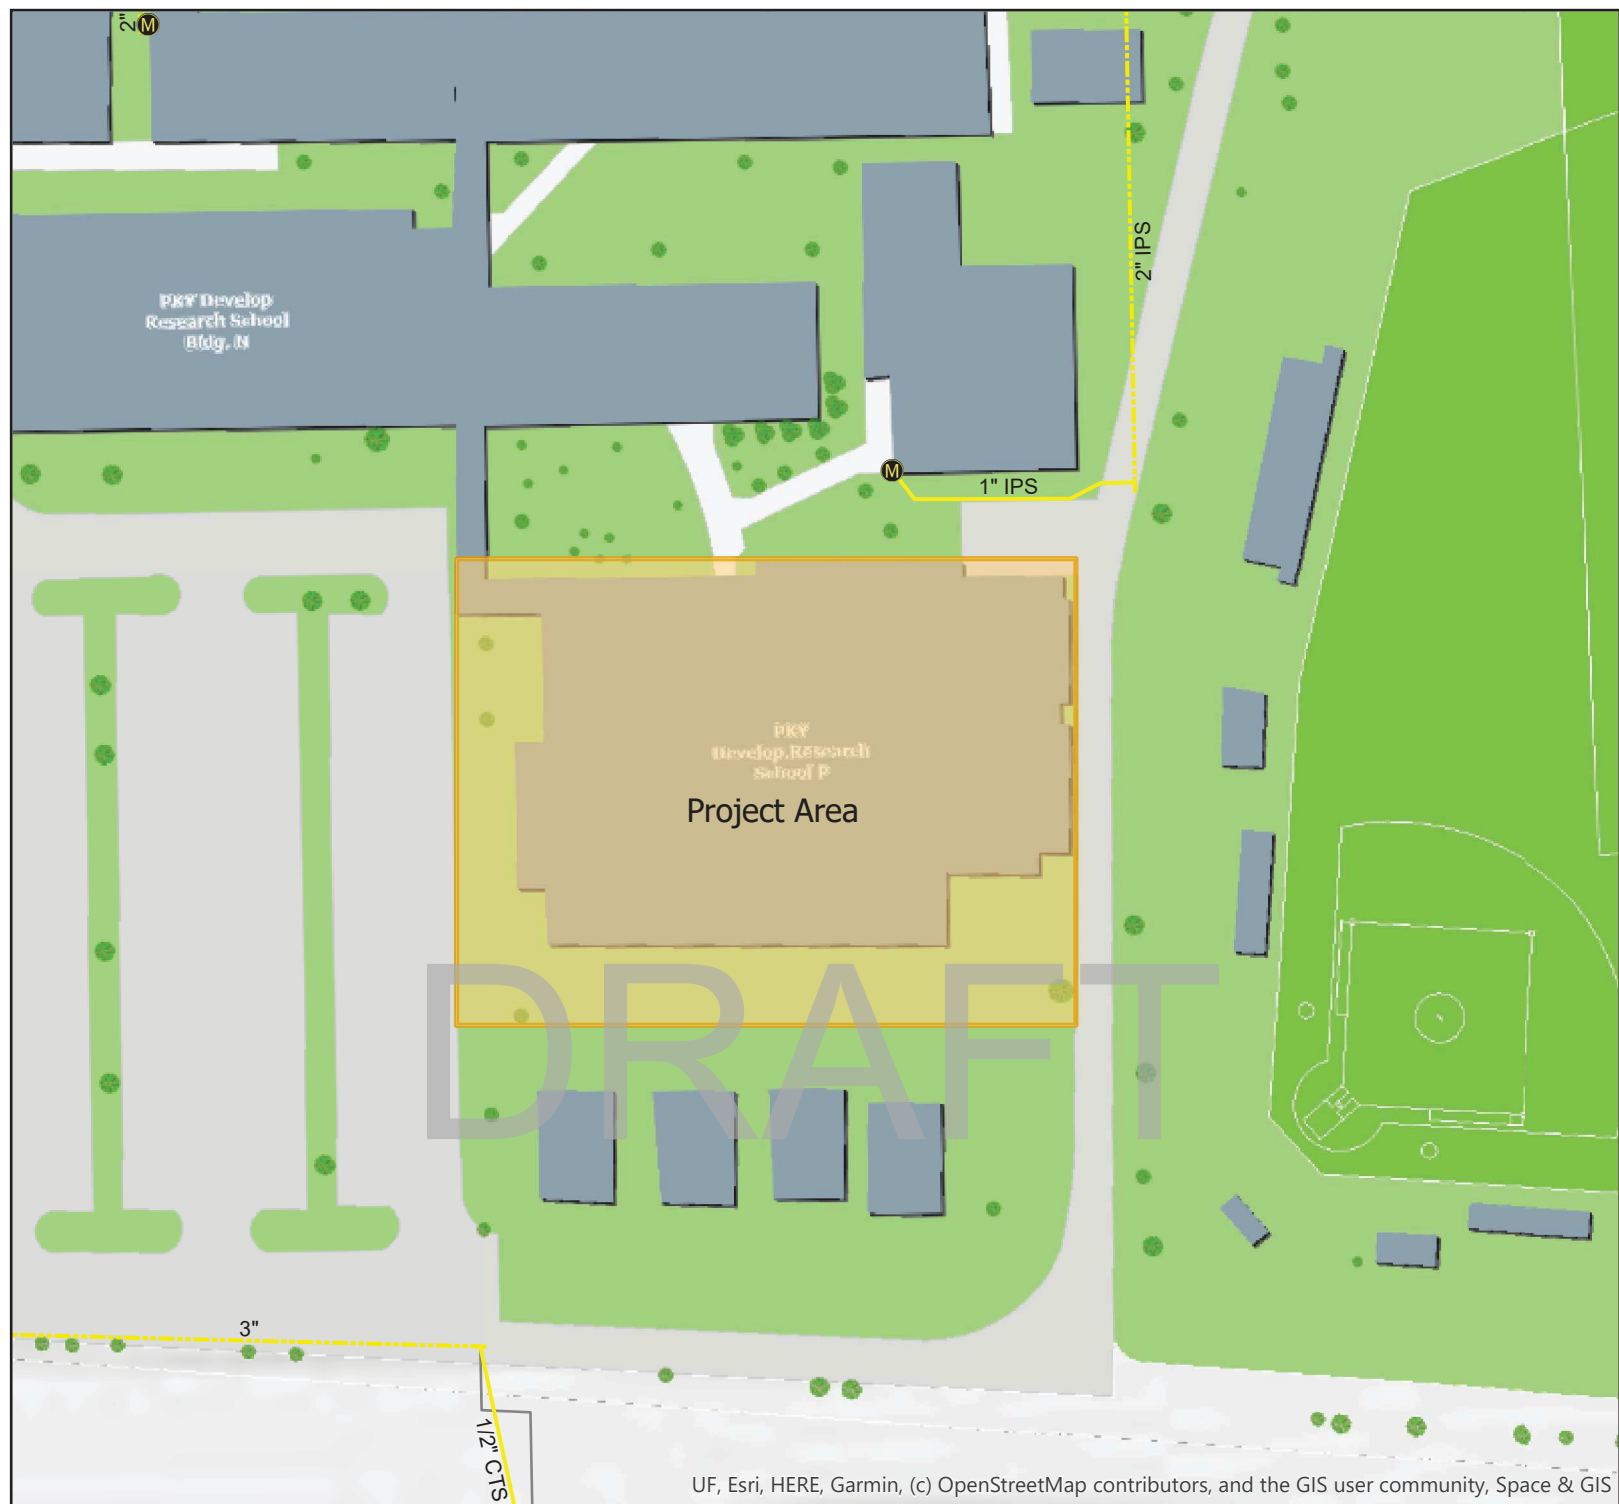 2"
M
2" IPS
PKY Develop
Research School
Bldg. N
M
1" IPS
PKY
Develop.Research
School P
Project Area
DRAFT
3"
1/2" CTS
UF, Esri, HERE, Garmin, (c) OpenStreetMap contributors, and the GIS user community, Space & GIS